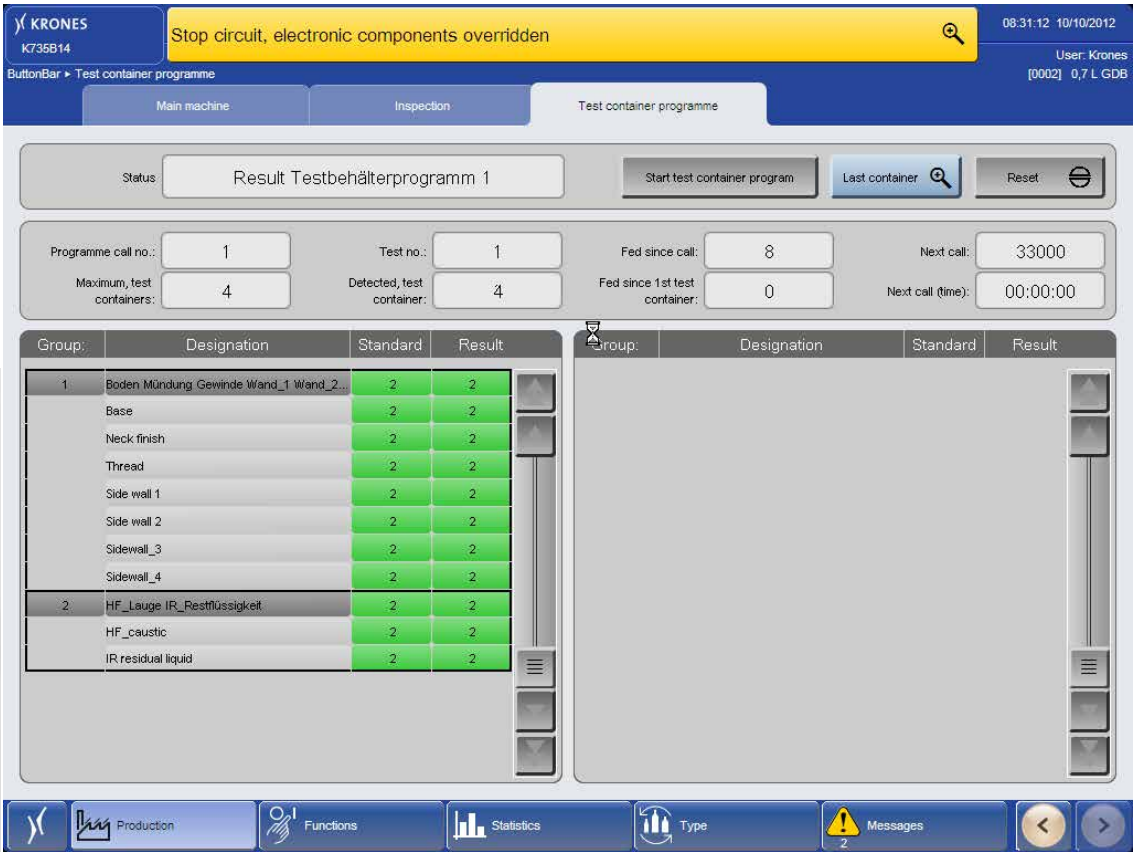 KRONES
K735B14
Stop circuit, electronic components overridden
08:31:12 10/10/2012
User: Krones
[0002] 0,7 L GDB
ButtonBar ▸ Test container programme
Main machine
Inspection
Test container programme
Status
Result Testbehälterprogramm 1
Start test container program
Last container
Reset
Programme call no.: 1
Test no.: 1
Fed since call: 8
Next call: 33000
Maximum, test
containers: 4
Detected, test
container: 4
Fed since 1st test
container: 0
Next call (time): 00:00:00
Group: Designation Standard Result
1 Boden Mündung Gewinde Wand_1 Wand_2... 2 2
Base 2 2
Neck finish 2 2
Thread 2 2
Side wall 1 2 2
Side wall 2 2 2
Sidewall_3 2 2
Sidewall_4 2 2
2 HF_Lauge IR_Restflüssigkeit 2 2
HF_caustic 2 2
IR residual liquid 2 2
Group: Designation Standard Result
Production
Functions
Statistics
Type
Messages
2